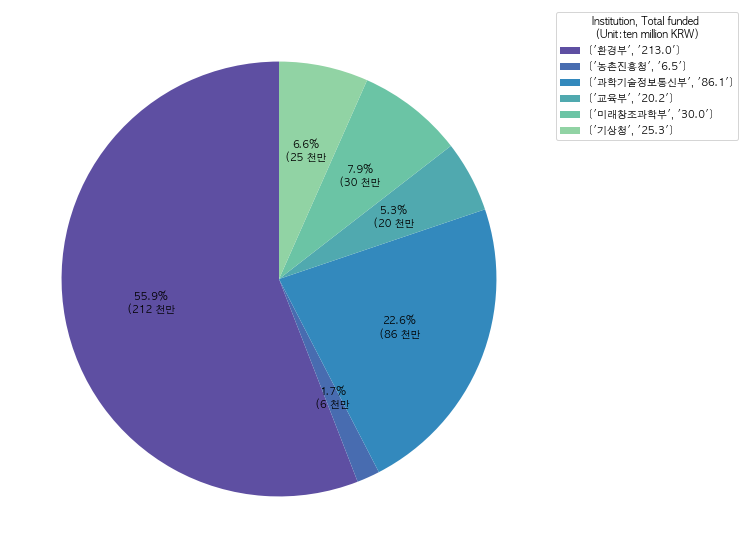 Institution, Total funded
(Unit:ten million KRW)
('환경부', '213.0')
('농촌진흥청', '6.5')
('과학기술정보통신부', '86.1')
('교육부', '20.2')
('미래창조과학부', '30.0')
('기상청', '25.3')
6.6%
(25 천만
7.9%
(30 천만
5.3%
(20 천만
22.6%
(86 천만
1.7%
(6 천만
55.9%
(212 천만